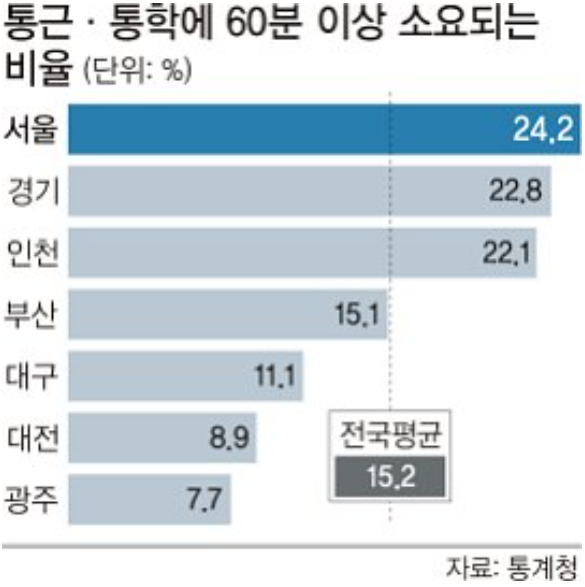 통근 · 통학에 60분 이상 소요되는
비율 (단위: %)
서울 24.2
경기 22.8
인천 22.1
부산 15.1
대구 11.1
대전 8.9
광주 7.7
전국평균
15.2
자료: 통계청